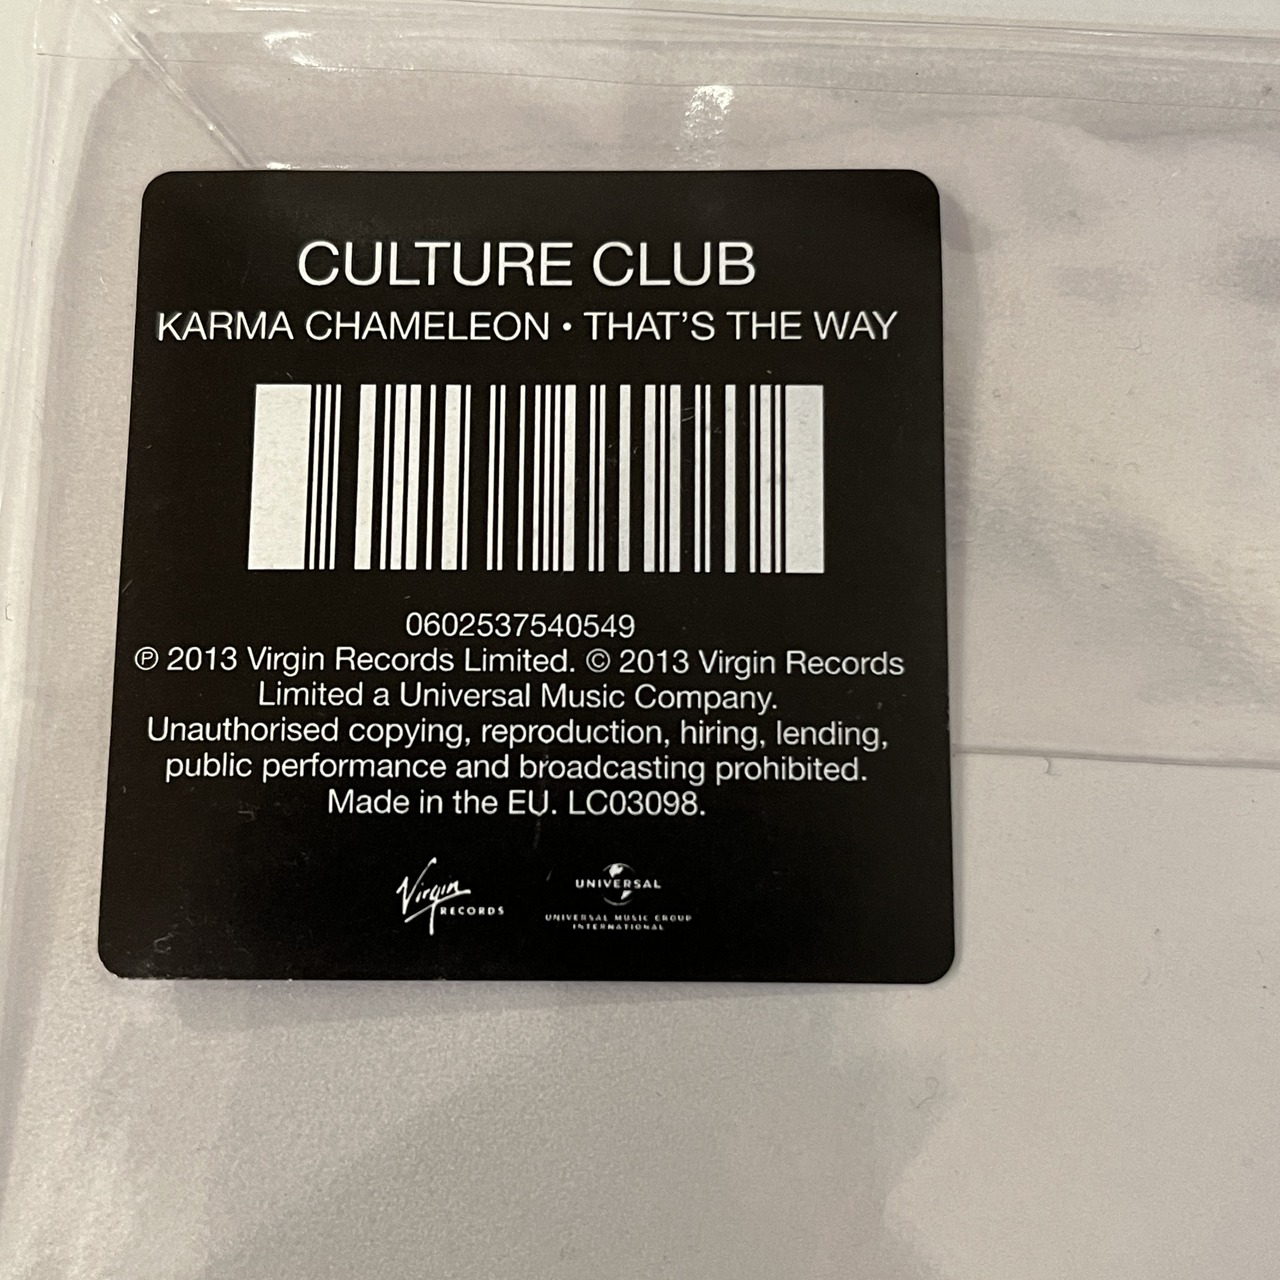 CULTURE CLUB
KARMA CHAMELEON • THAT'S THE WAY
0602537540549
℗ 2013 Virgin Records Limited. © 2013 Virgin Records
Limited a Universal Music Company.
Unauthorised copying, reproduction, hiring, lending,
public performance and broadcasting prohibited.
Made in the EU. LC03098.
Virgin
RECORDS
UNIVERSAL
UNIVERSAL MUSIC GROUP
INTERNATIONAL